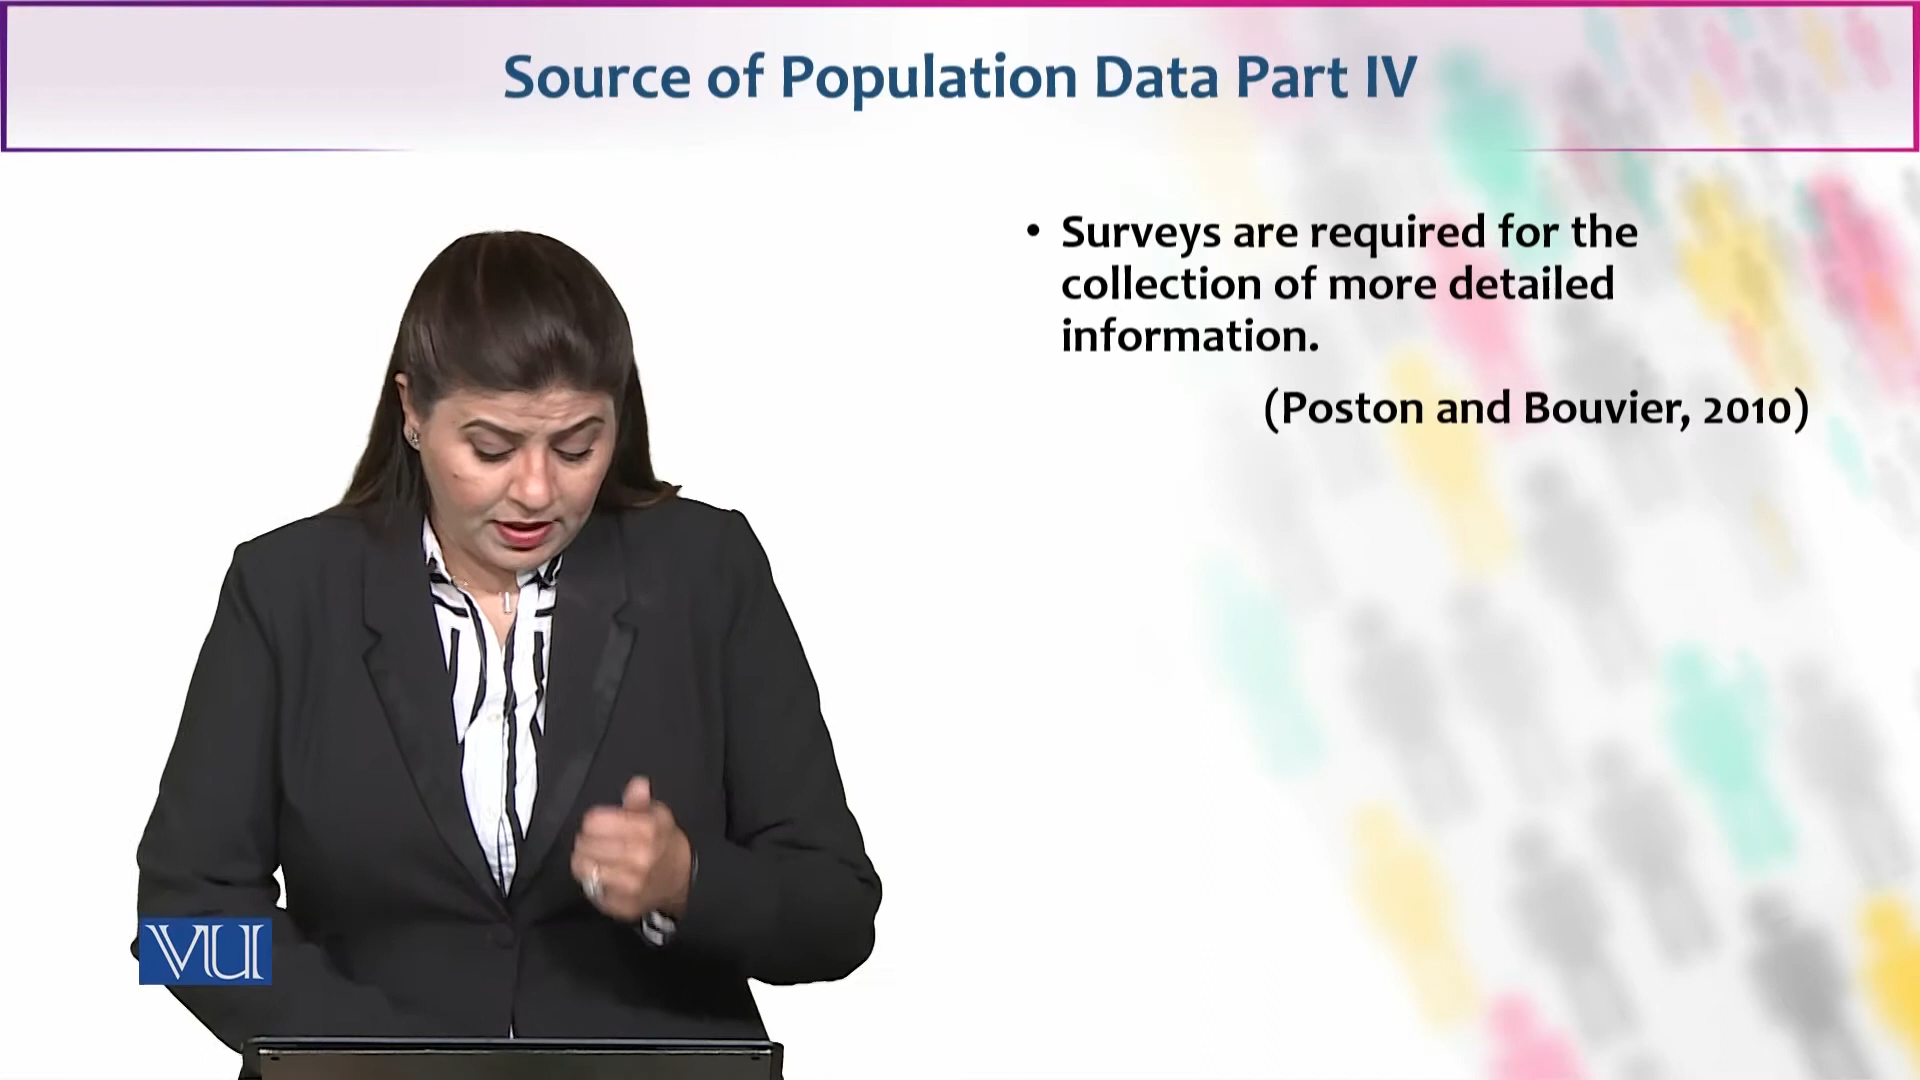 Source of Population Data Part IV
• Surveys are required for the
collection of more detailed
information.
(Poston and Bouvier, 2010)
VU